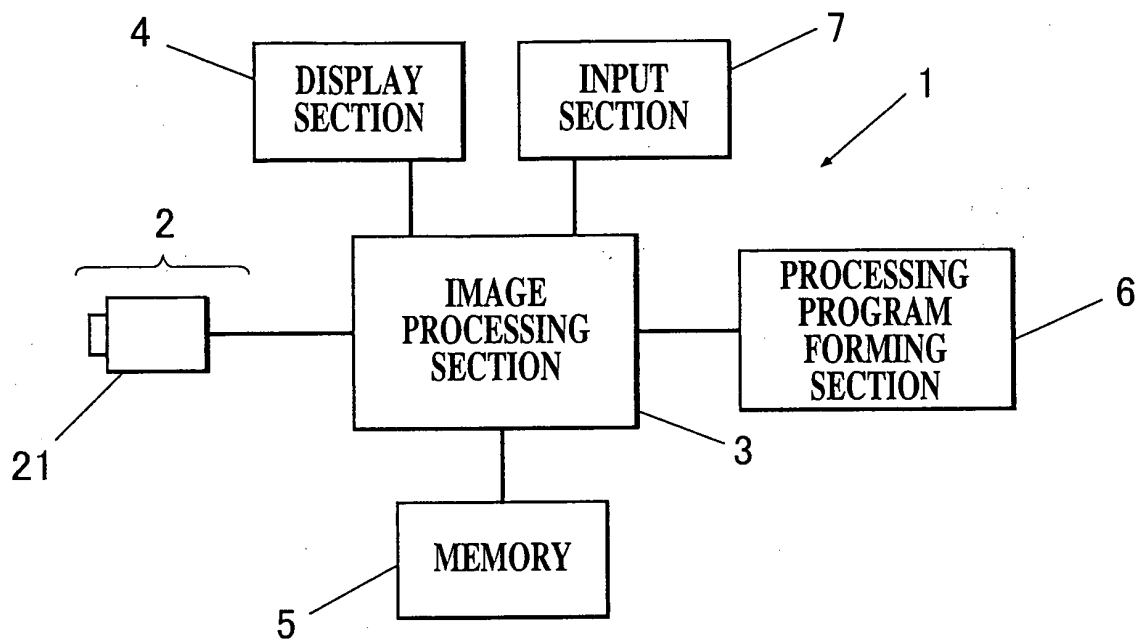 4
DISPLAY
SECTION
7
INPUT
SECTION
1
2
21
IMAGE
PROCESSING
SECTION
3
PROCESSING
PROGRAM
FORMING
SECTION
6
MEMORY
5